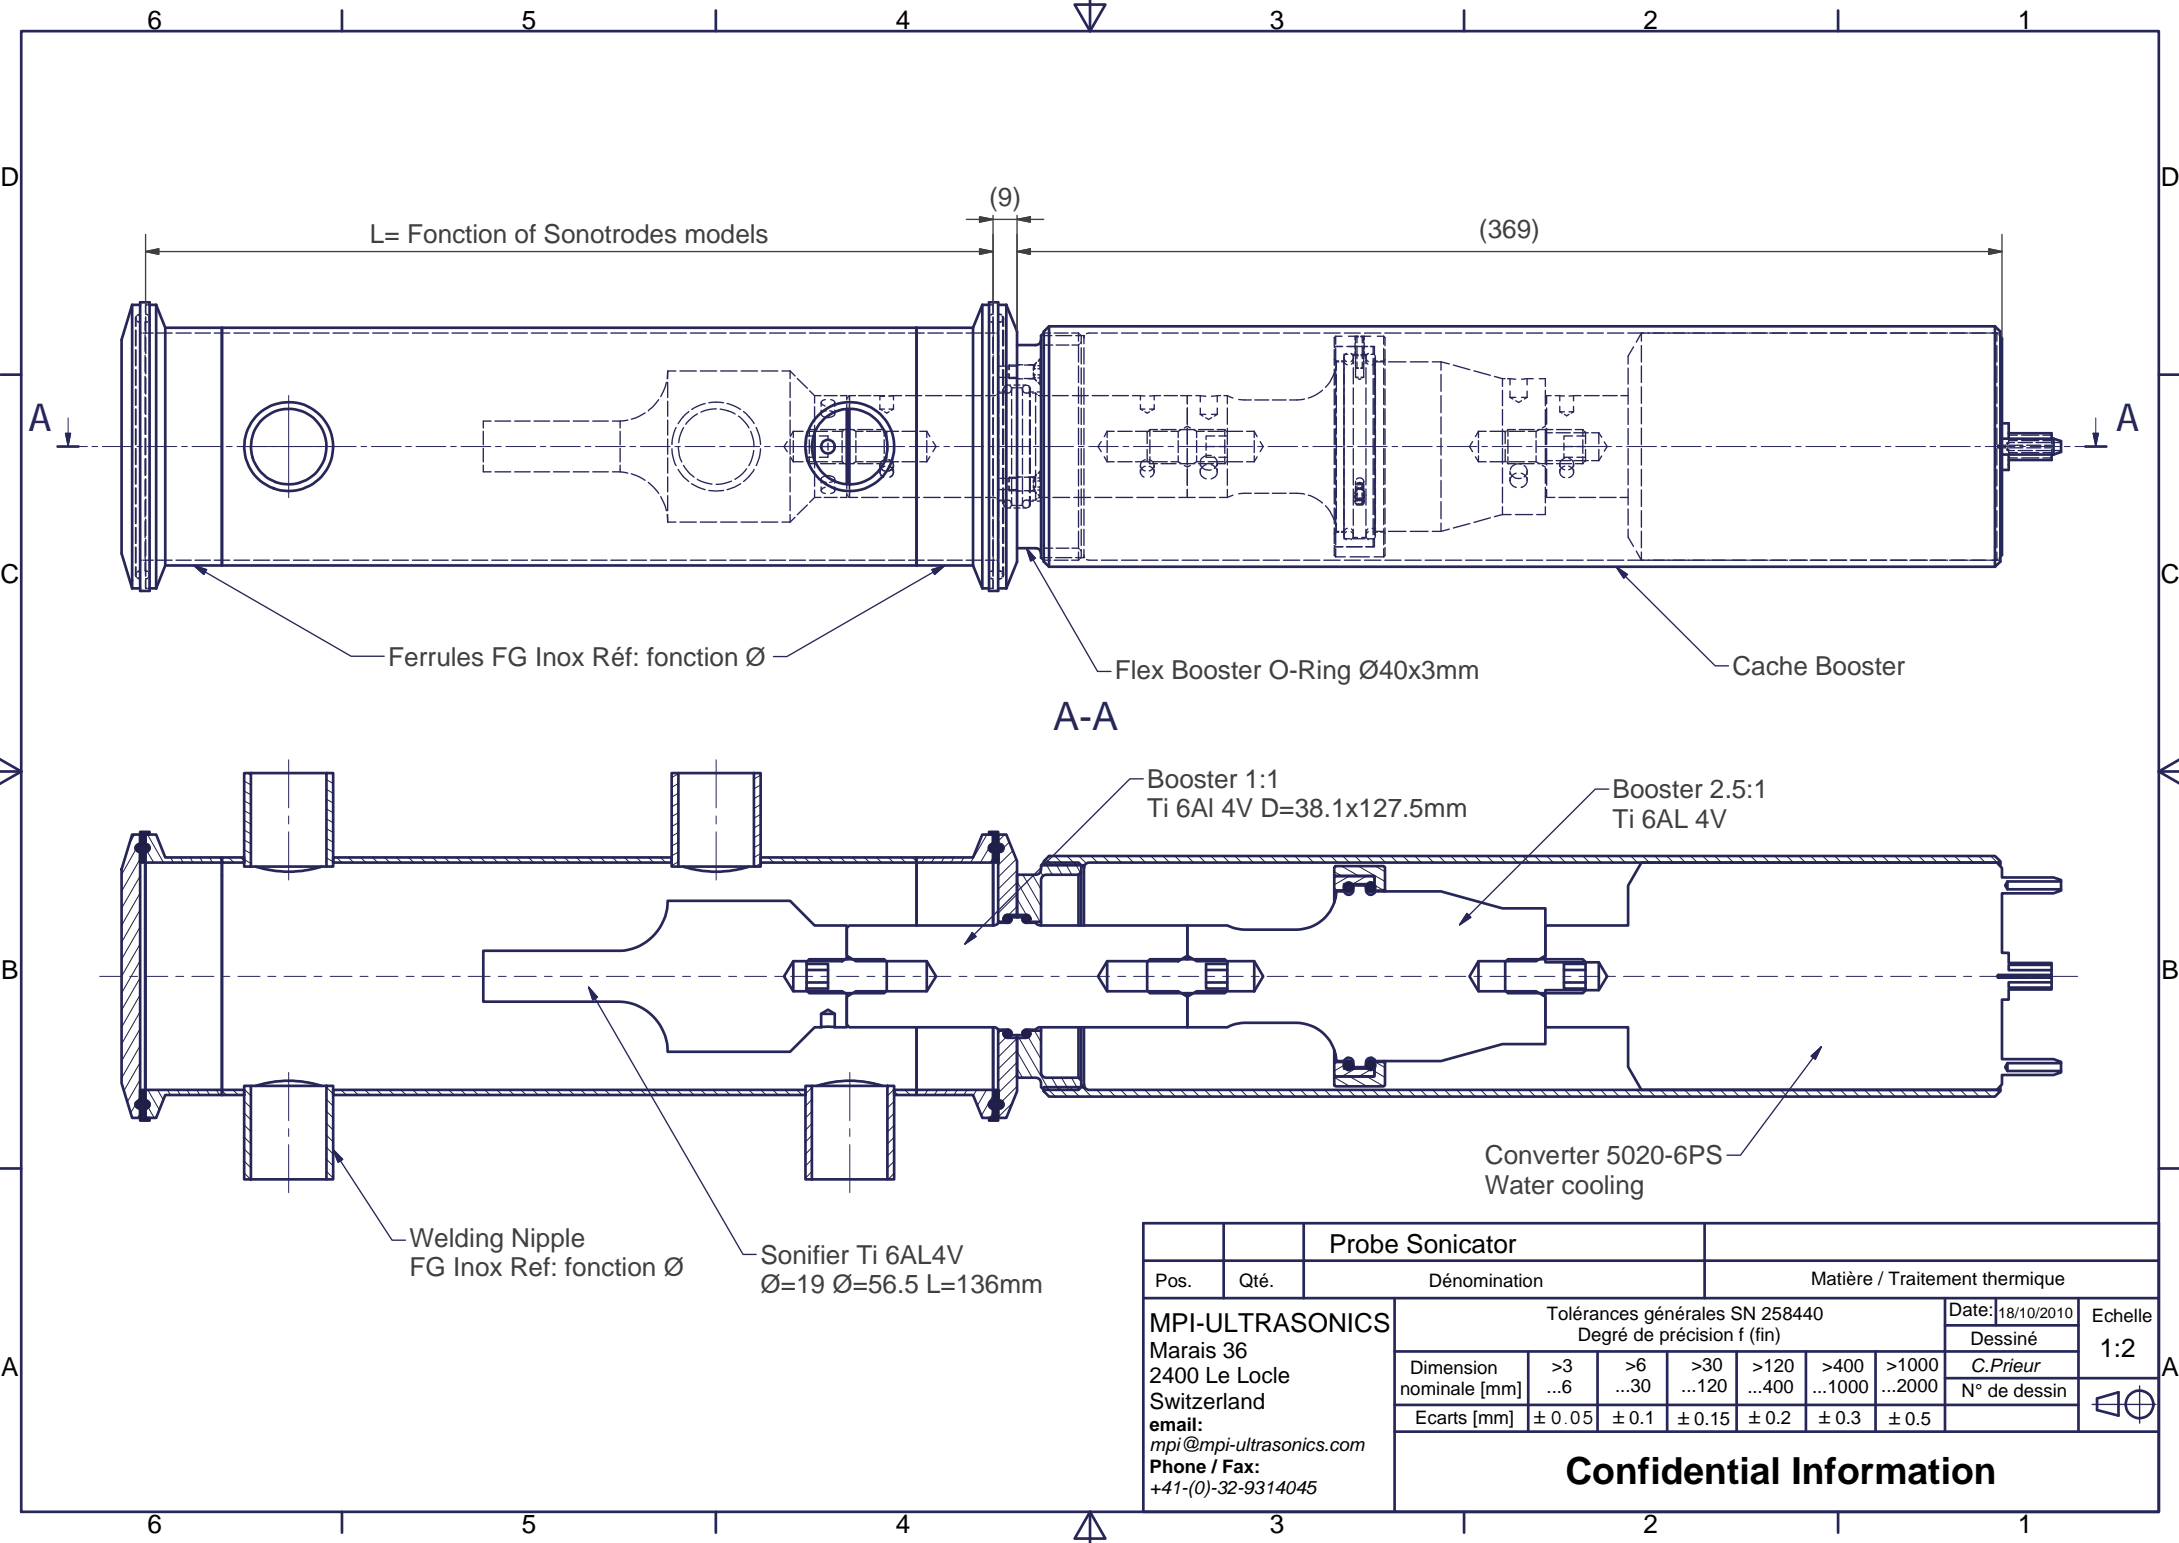 6 5 4 3 2 1
D D
(9)
L= Fonction of Sonotrodes models
(369)
A A
C C
Ferrules FG Inox Réf: fonction Ø
Flex Booster O-Ring Ø40x3mm
Cache Booster
A-A
Booster 1:1
Ti 6Al 4V D=38.1x127.5mm
Booster 2.5:1
Ti 6AL 4V
B B
Converter 5020-6PS
Water cooling
Welding Nipple
FG Inox Ref: fonction Ø
Sonifier Ti 6AL4V
Ø=19 Ø=56.5 L=136mm
Probe Sonicator
Pos. Qté. Dénomination Matière / Traitement thermique
MPI-ULTRASONICS
Marais 36
2400 Le Locle
Switzerland
email:
mpi@mpi-ultrasonics.com
Phone / Fax:
+41-(0)-32-9314045
Tolérances générales SN 258440
Degré de précision f (fin)
Date: 18/10/2010
Dessiné
C.Prieur
N° de dessin
Echelle
1:2
Dimension >3 >6 >30 >120 >400 >1000
nominale [mm] ...6 ...30 ...120 ...400 ...1000 ...2000
Ecarts [mm] ± 0.05 ± 0.1 ± 0.15 ± 0.2 ± 0.3 ± 0.5
Confidential Information
A A
6 5 4 3 2 1